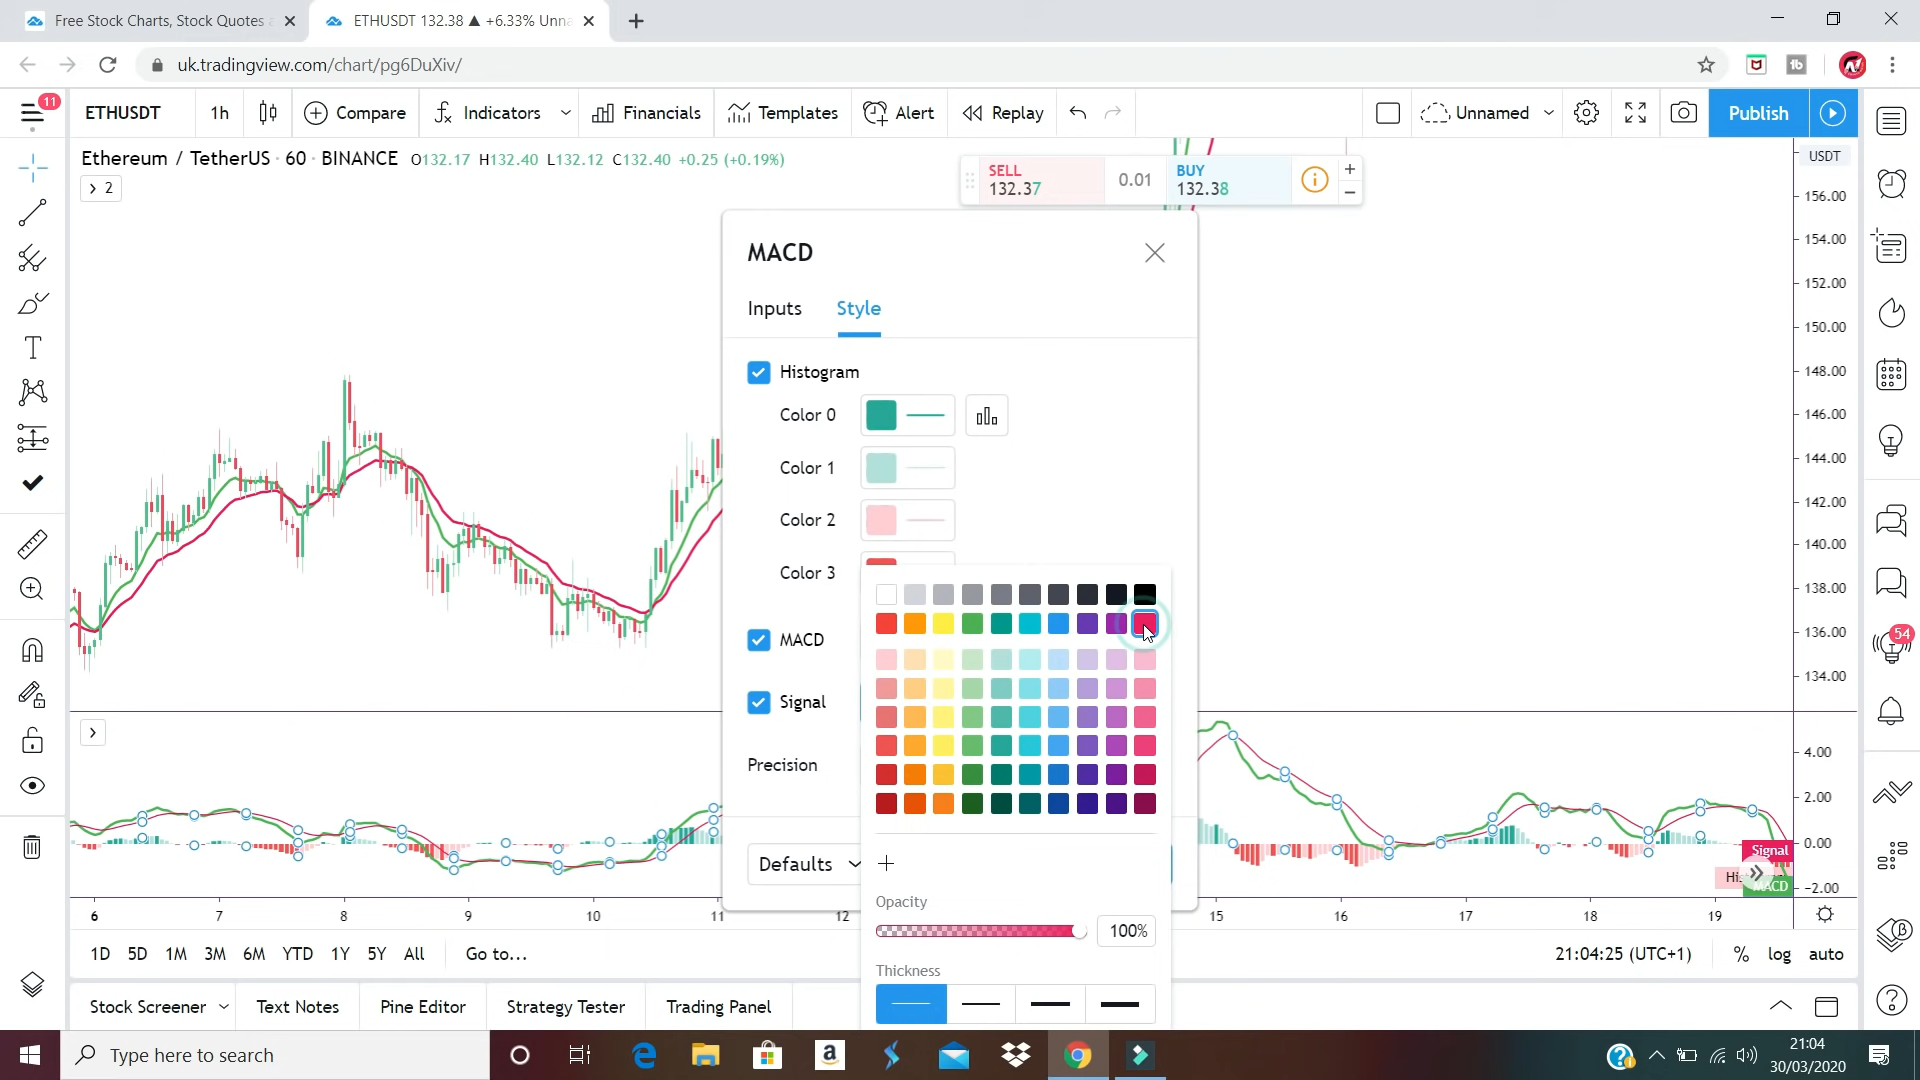 Free Stock Charts, Stock Quotes
ETHUSDT 132.38 ▲ +6.33% Unna
uk.tradingview.com/chart/pg6DuXiv/
11
ETHUSDT 1h Compare Indicators Financials Templates Alert Replay Unnamed Publish
Ethereum / TetherUS · 60 · BINANCE O132.17 H132.40 L132.12 C132.40 +0.25 (+0.19%)
2
SELL
132.37
0.01
BUY
132.38
USDT
156.00
154.00
152.00
150.00
148.00
146.00
144.00
142.00
140.00
138.00
136.00
134.00
4.00
2.00
0.00
-2.00
MACD
Inputs Style
Histogram
Color 0
Color 1
Color 2
Color 3
MACD
Signal
Precision
Defaults
Opacity
100%
Thickness
Signal
MACD
54
6 7 8 9 10 11 12 15 16 17 18 19
1D 5D 1M 3M 6M YTD 1Y 5Y All Go to... 21:04:25 (UTC+1) % log auto
Stock Screener Text Notes Pine Editor Strategy Tester Trading Panel
Type here to search
21:04
30/03/2020